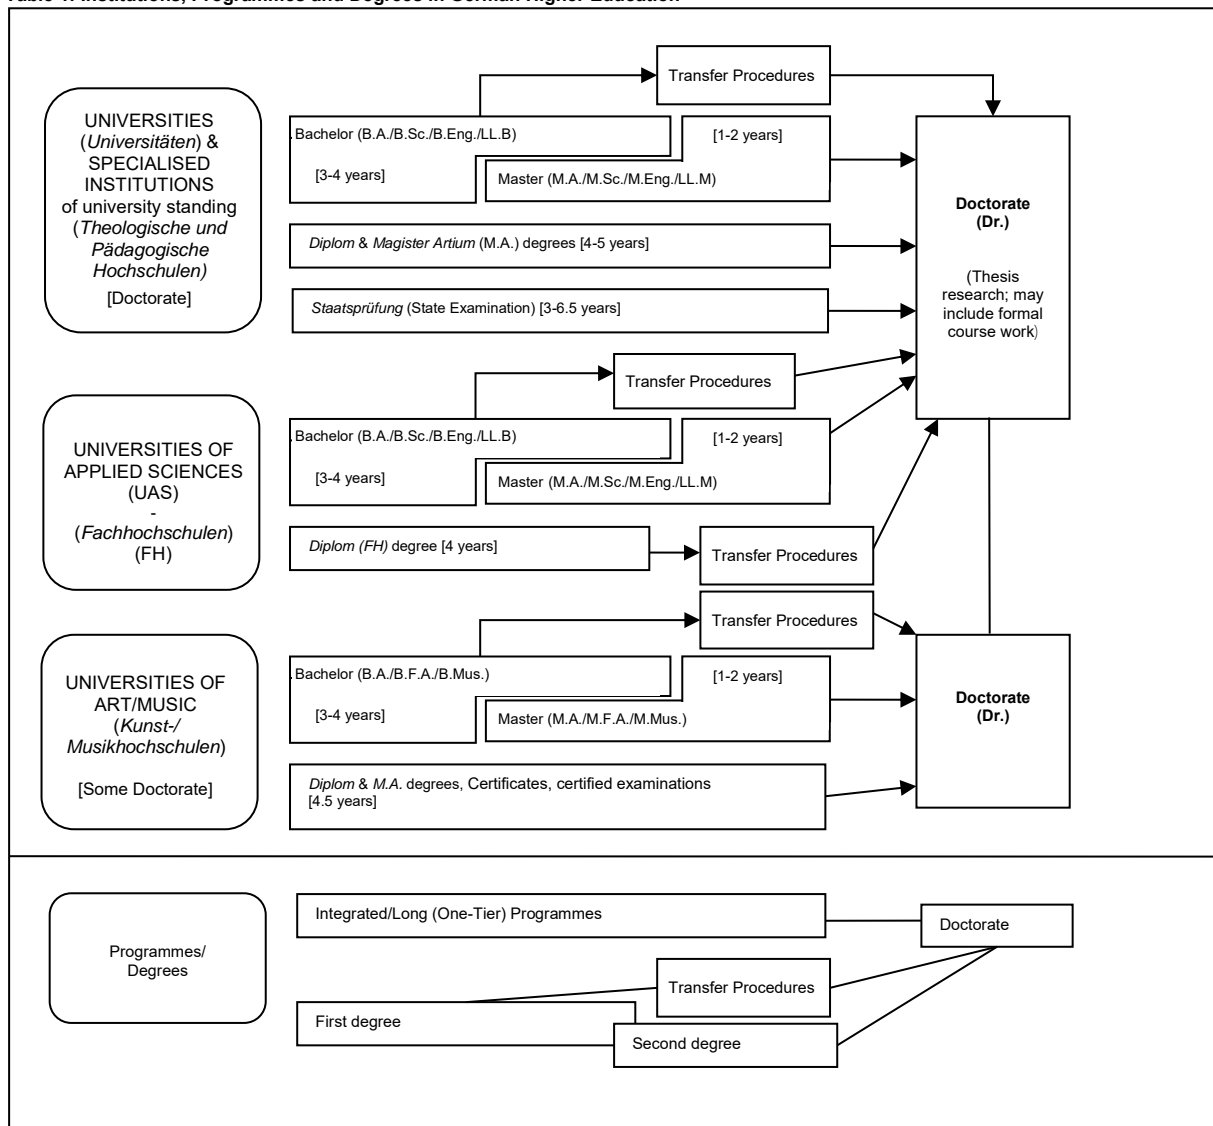 Table 1: Institutions, Programmes and Degrees in German Higher Education
Transfer Procedures
UNIVERSITIES
(Universitäten) &
SPECIALISED
INSTITUTIONS
of university standing
(Theologische und
Pädagogische
Hochschulen)
[Doctorate]
Bachelor (B.A./B.Sc./B.Eng./LL.B)
[3-4 years]
[1-2 years]
Master (M.A./M.Sc./M.Eng./LL.M)
Diplom & Magister Artium (M.A.) degrees [4-5 years]
Staatsprüfung (State Examination) [3-6.5 years]
Doctorate
(Dr.)
(Thesis
research; may
include formal
course work)
Transfer Procedures
UNIVERSITIES OF
APPLIED SCIENCES
(UAS)
-
(Fachhochschulen)
(FH)
Bachelor (B.A./B.Sc./B.Eng./LL.B)
[3-4 years]
[1-2 years]
Master (M.A./M.Sc./M.Eng./LL.M)
Diplom (FH) degree [4 years]
Transfer Procedures
Transfer Procedures
UNIVERSITIES OF
ART/MUSIC
(Kunst-/
Musikhochschulen)
[Some Doctorate]
Bachelor (B.A./B.F.A./B.Mus.)
[3-4 years]
[1-2 years]
Master (M.A./M.F.A./M.Mus.)
Diplom & M.A. degrees, Certificates, certified examinations
[4.5 years]
Doctorate
(Dr.)
Programmes/
Degrees
Integrated/Long (One-Tier) Programmes
Doctorate
Transfer Procedures
First degree
Second degree